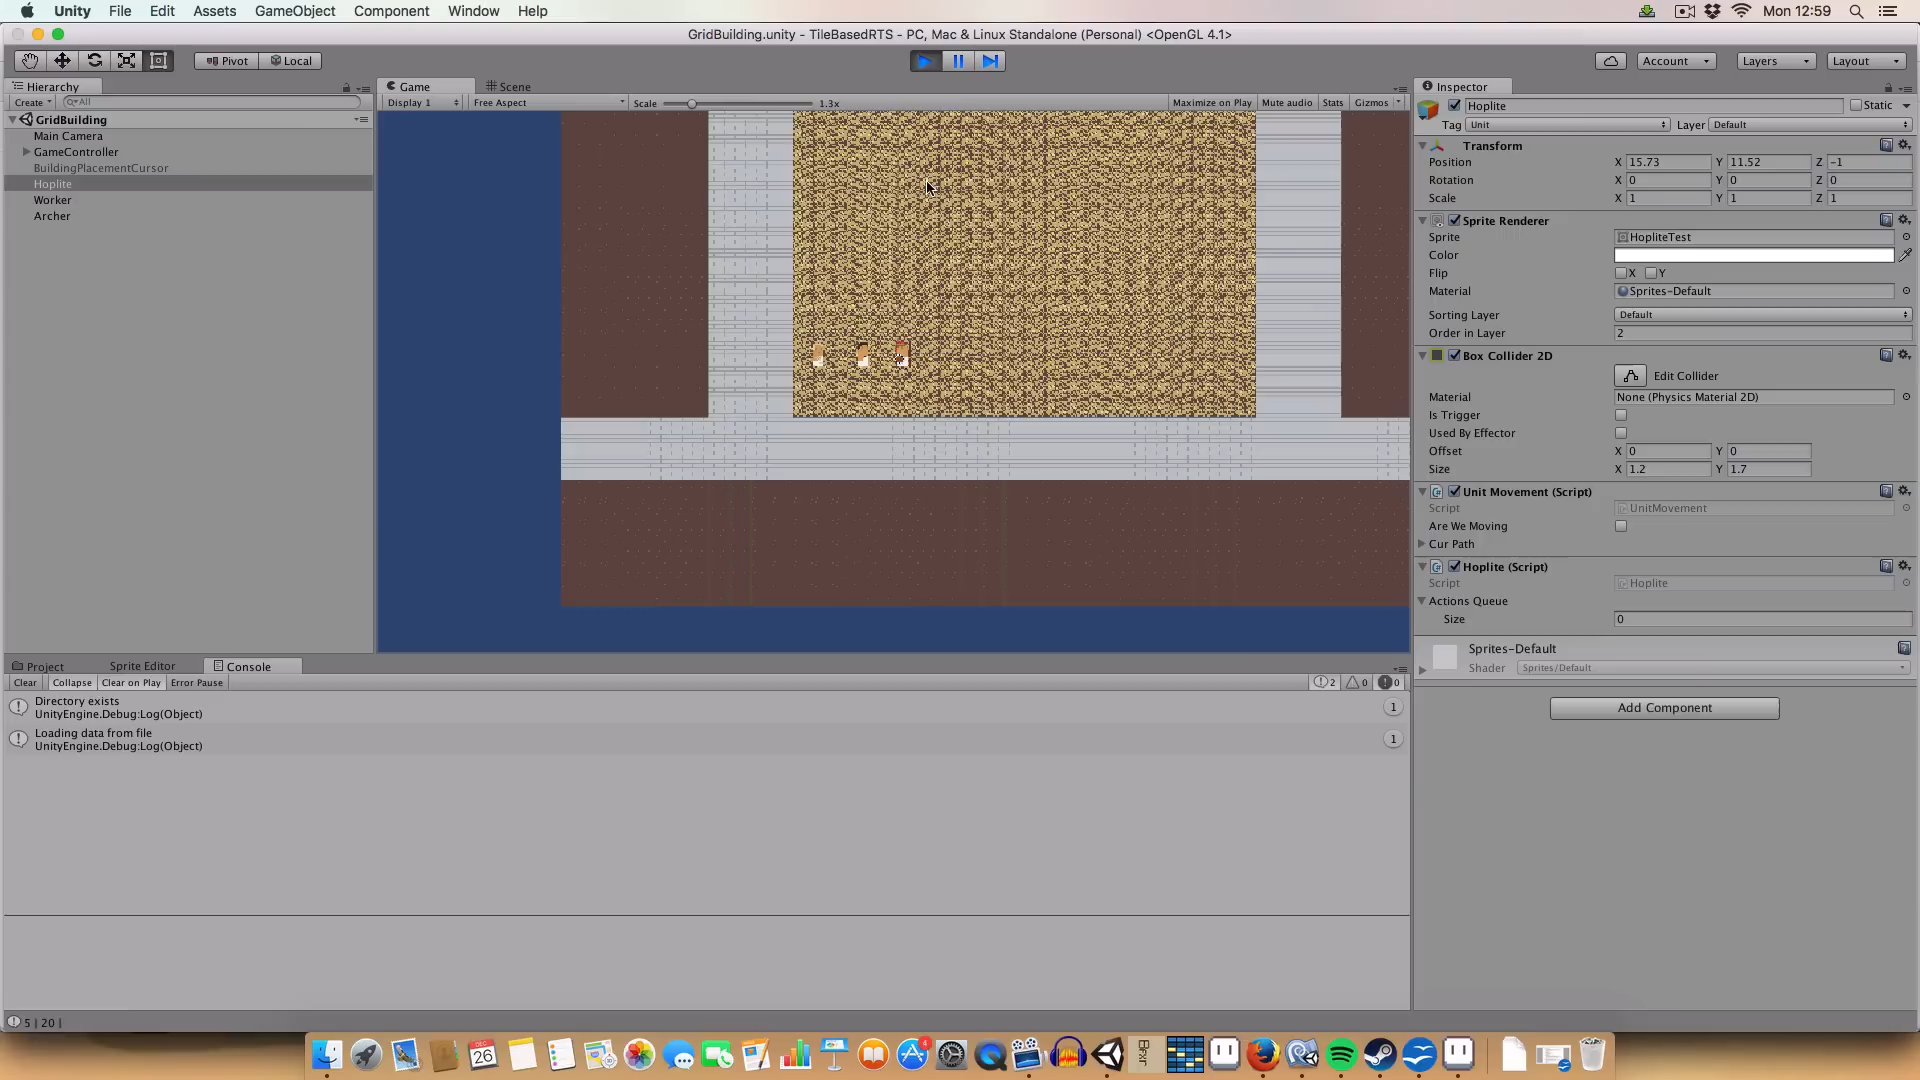 Unity File Edit Assets GameObject Component Window Help Mon 12:59
GridBuilding.unity - TileBasedRTS - PC, Mac & Linux Standalone (Personal) <OpenGL 4.1>
Pivot Local Account Layers Layout
Hierarchy
Create All
GridBuilding
Main Camera
GameController
BuildingPlacementCursor
Hoplite
Worker
Archer
Game Scene
Display 1 Free Aspect Scale 1.3x Maximize on Play Mute audio Stats Gizmos
Inspector
Hoplite Static
Tag Unit Layer Default
Transform
Position X 15.73 Y 11.52 Z -1
Rotation X 0 Y 0 Z 0
Scale X 1 Y 1 Z 1
Sprite Renderer
Sprite HopliteTest
Color
Flip X Y
Material Sprites-Default
Sorting Layer Default
Order in Layer 2
Box Collider 2D
Edit Collider
Material None (Physics Material 2D)
Is Trigger
Used By Effector
Offset X 0 Y 0
Size X 1.2 Y 1.7
Unit Movement (Script)
Script UnitMovement
Are We Moving
Cur Path
Hoplite (Script)
Script Hoplite
Actions Queue
Size 0
Sprites-Default
Shader Sprites/Default
Add Component
Project Sprite Editor Console
Clear Collapse Clear on Play Error Pause 2 0 0
Directory exists
UnityEngine.Debug:Log(Object) 1
Loading data from file
UnityEngine.Debug:Log(Object) 1
5 | 20 |
DEC
26
4
Bfxr